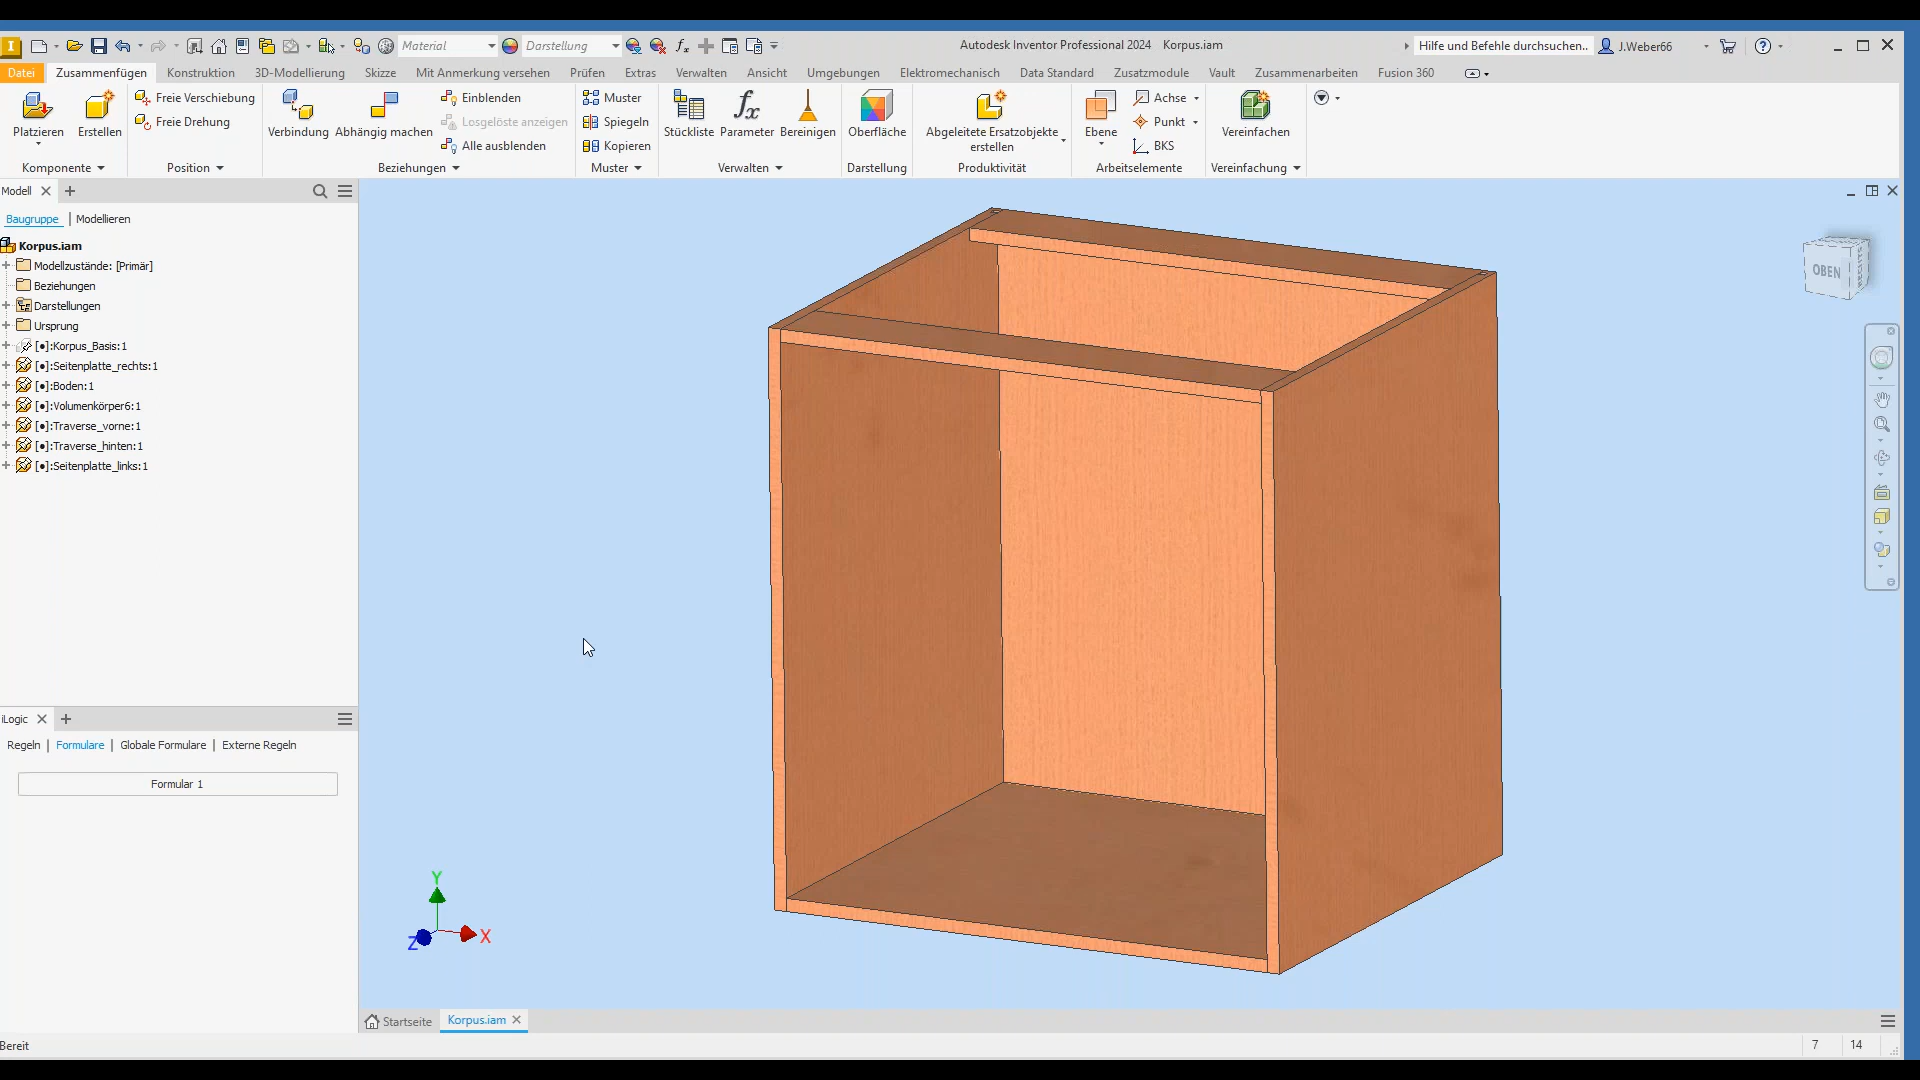 Material
Darstellung
Autodesk Inventor Professional 2024 Korpus.iam
Hilfe und Befehle durchsuchen..
J.Weber66
Datei Zusammenfügen Konstruktion 3D-Modellierung Skizze Mit Anmerkung versehen Prüfen Extras Verwalten Ansicht Umgebungen Elektromechanisch Data Standard Zusatzmodule Vault Zusammenarbeiten Fusion 360
Platzieren
Erstellen
Komponente
Freie Verschiebung
Freie Drehung
Position
Verbindung
Abhängig machen
Einblenden
Losgelöste anzeigen
Alle ausblenden
Beziehungen
Muster
Spiegeln
Kopieren
Muster
Stückliste
Parameter
Bereinigen
Verwalten
Oberfläche
Darstellung
Abgeleitete Ersatzobjekte
erstellen
Produktivität
Ebene
Achse
Punkt
BKS
Arbeitselemente
Vereinfachen
Vereinfachung
Modell
Baugruppe | Modellieren
Korpus.iam
Modellzustände: [Primär]
Beziehungen
Darstellungen
Ursprung
[•]:Korpus_Basis:1
[•]:Seitenplatte_rechts:1
[•]:Boden:1
[•]:Volumenkörper6:1
[•]:Traverse_vorne:1
[•]:Traverse_hinten:1
[•]:Seitenplatte_links:1
OBEN
iLogic
Regeln | Formulare | Globale Formulare | Externe Regeln
Formular 1
Y
Z
X
Startseite
Korpus.iam
Bereit
7 14